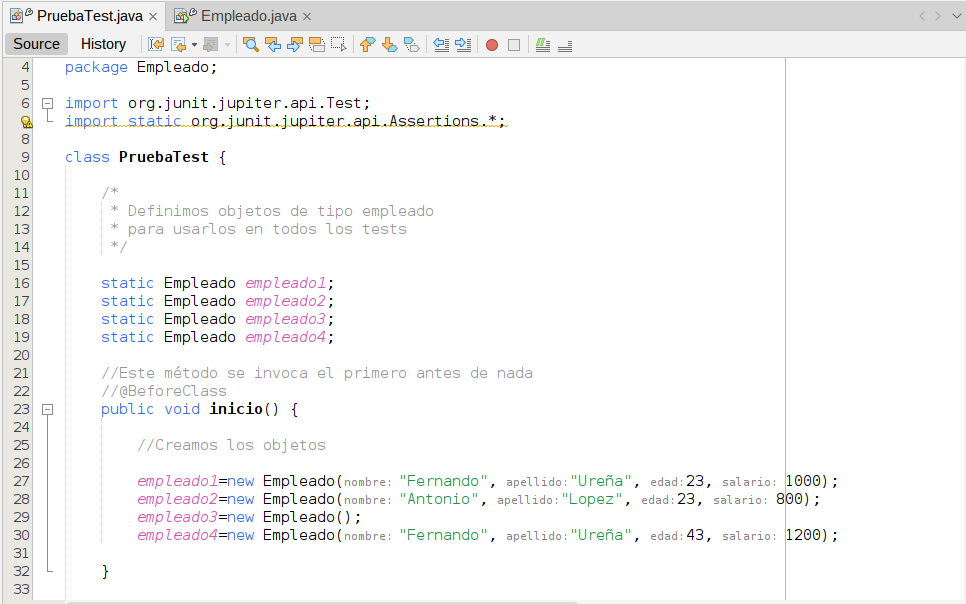 PruebaTest.java × Empleado.java ×
Source History
4 package Empleado;
5
6 import org.junit.jupiter.api.Test;
import static org.junit.jupiter.api.Assertions.*;
8
9 class PruebaTest {
10
11 /*
12 * Definimos objetos de tipo empleado
13 * para usarlos en todos los tests
14 */
15
16 static Empleado empleado1;
17 static Empleado empleado2;
18 static Empleado empleado3;
19 static Empleado empleado4;
20
21 //Este método se invoca el primero antes de nada
22 //@BeforeClass
23 public void inicio() {
24
25 //Creamos los objetos
26
27 empleado1=new Empleado(nombre: "Fernando", apellido:"Ureña", edad:23, salario: 1000);
28 empleado2=new Empleado(nombre: "Antonio", apellido:"Lopez", edad:23, salario: 800);
29 empleado3=new Empleado();
30 empleado4=new Empleado(nombre: "Fernando", apellido:"Ureña", edad:43, salario: 1200);
31
32 }
33